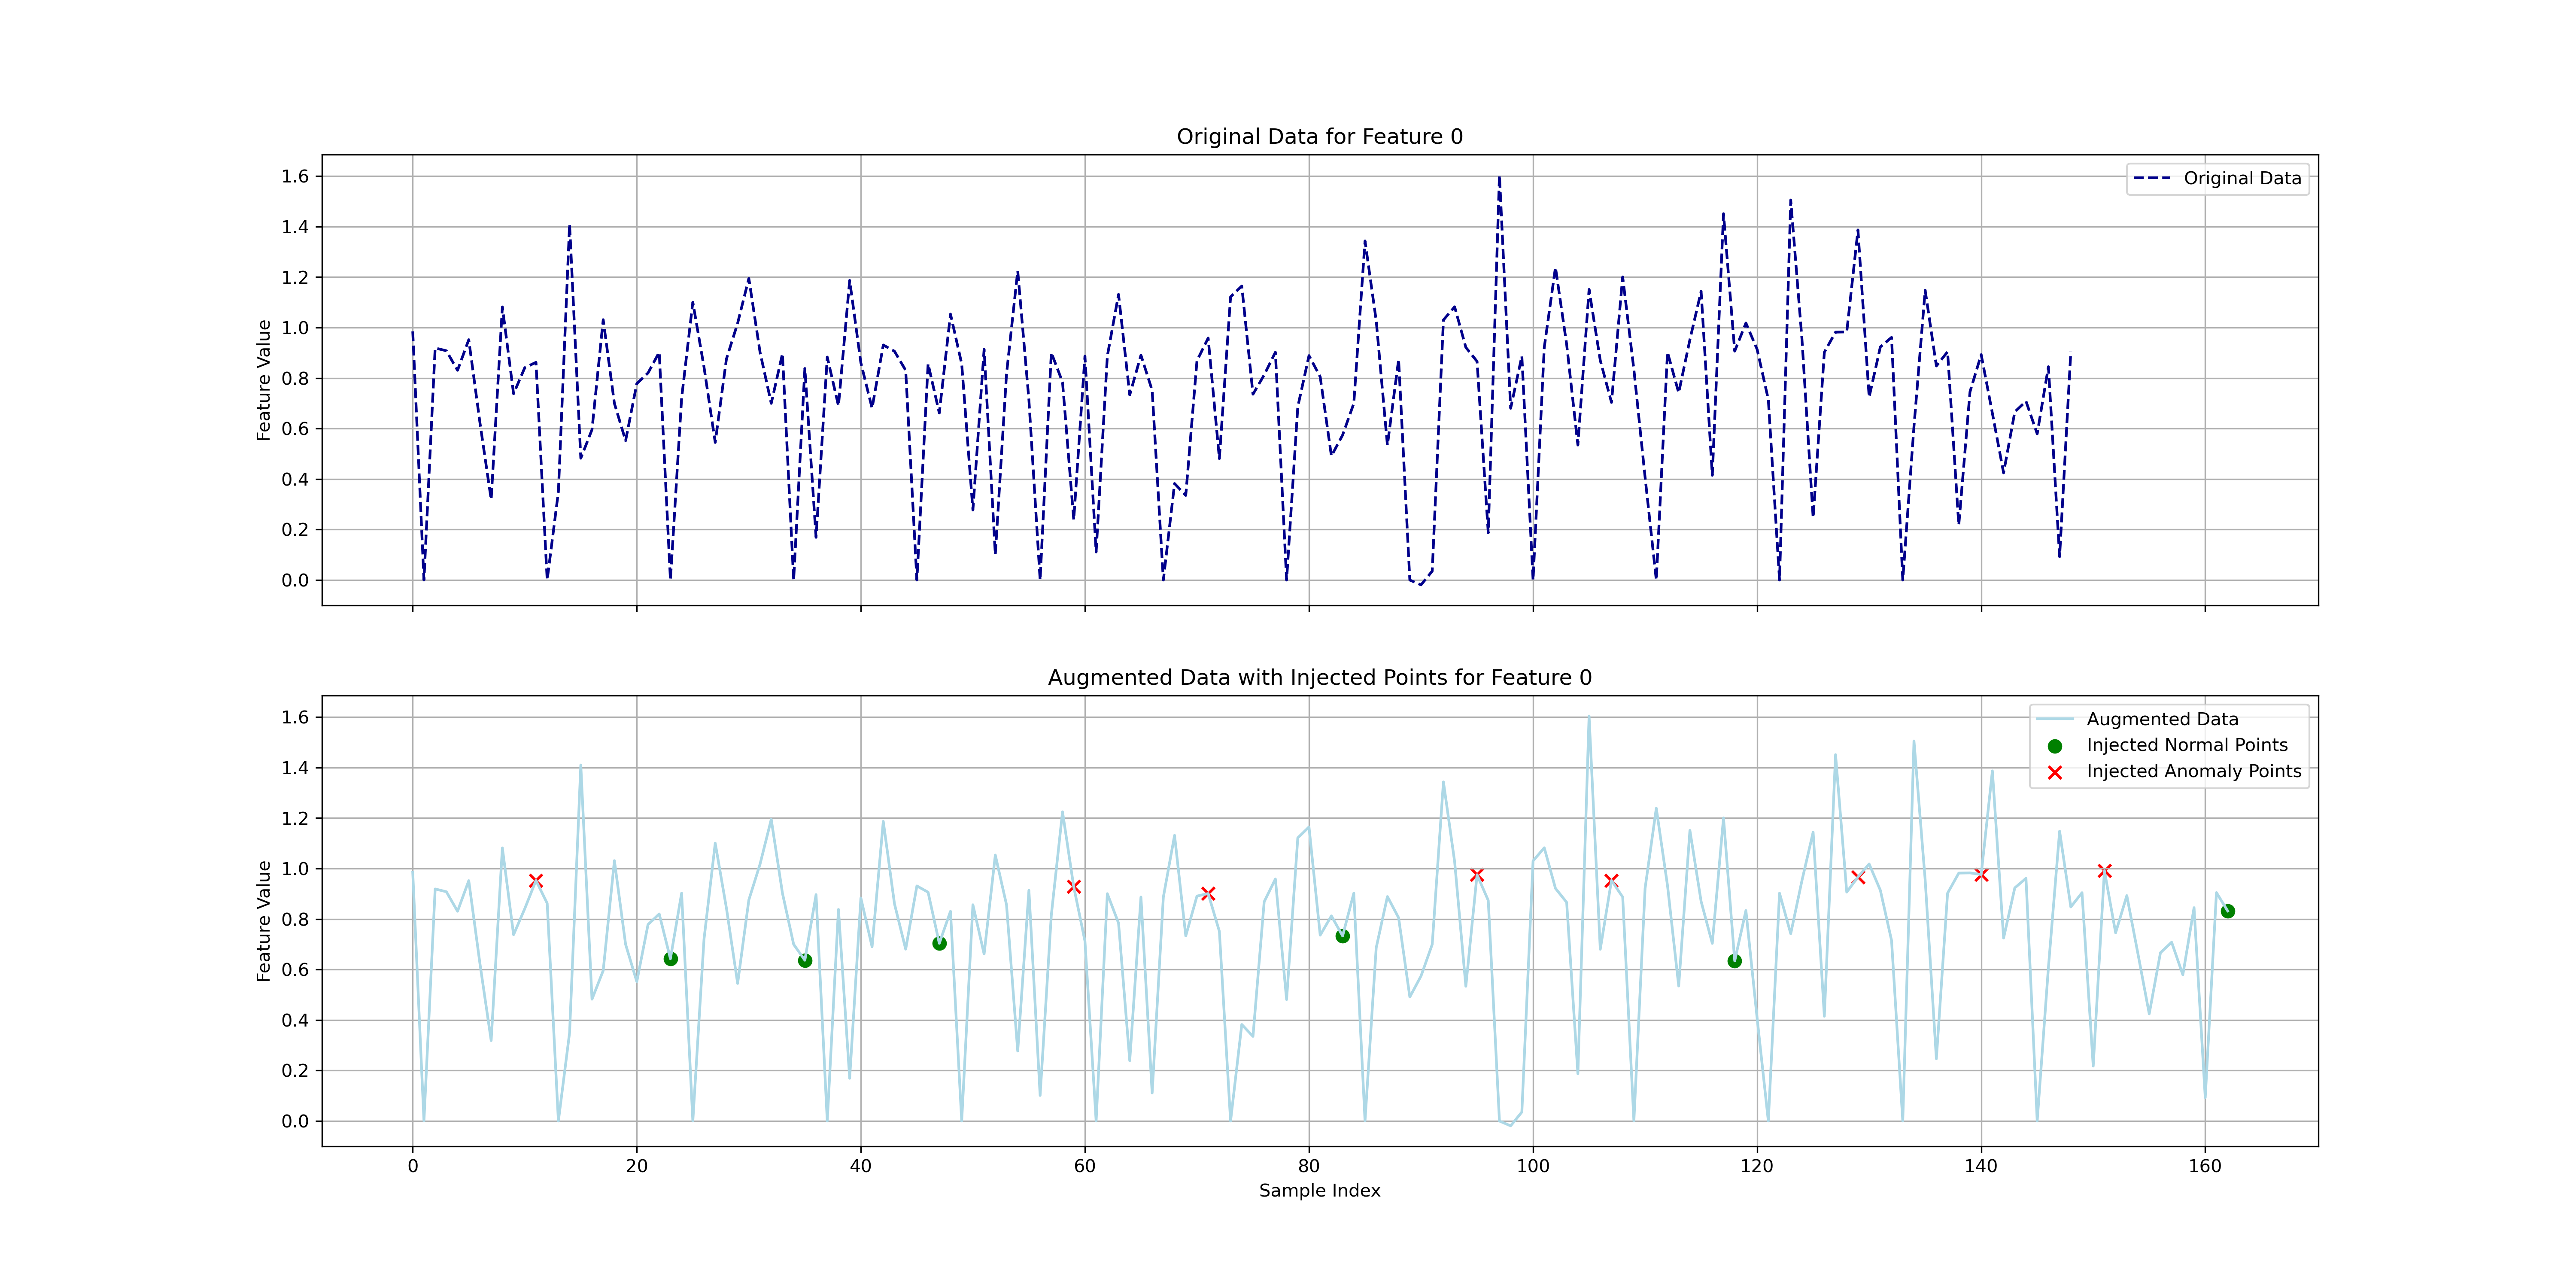 Original Data for Feature 0
Original Data
1.6
1.4
1.2
1.0
0.8
0.6
0.4
0.2
0.0
Feature Value
Augmented Data with Injected Points for Feature 0
Augmented Data
Injected Normal Points
Injected Anomaly Points
1.6
1.4
1.2
1.0
0.8
0.6
0.4
0.2
0.0
Feature Value
0 20 40 60 80 100 120 140 160
Sample Index